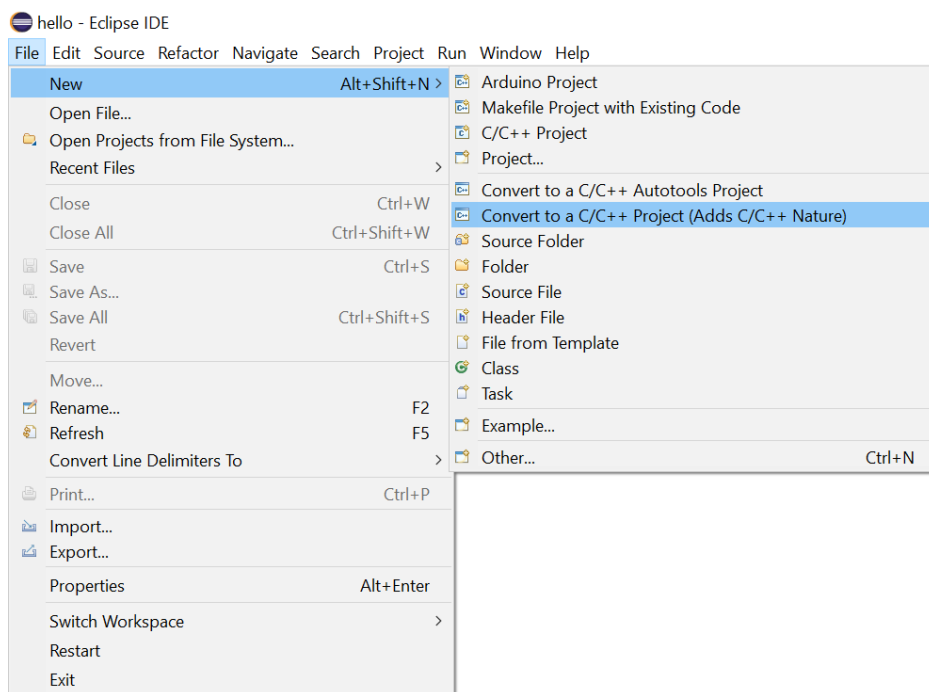 hello - Eclipse IDE
File Edit Source Refactor Navigate Search Project Run Window Help
New Alt+Shift+N >
Open File...
Open Projects from File System...
Recent Files >
Close Ctrl+W
Close All Ctrl+Shift+W
Save Ctrl+S
Save As...
Save All Ctrl+Shift+S
Revert
Move...
Rename... F2
Refresh F5
Convert Line Delimiters To >
Print... Ctrl+P
Import...
Export...
Properties Alt+Enter
Switch Workspace >
Restart
Exit
Arduino Project
Makefile Project with Existing Code
C/C++ Project
Project...
Convert to a C/C++ Autotools Project
Convert to a C/C++ Project (Adds C/C++ Nature)
Source Folder
Folder
Source File
Header File
File from Template
Class
Task
Example...
Other... Ctrl+N